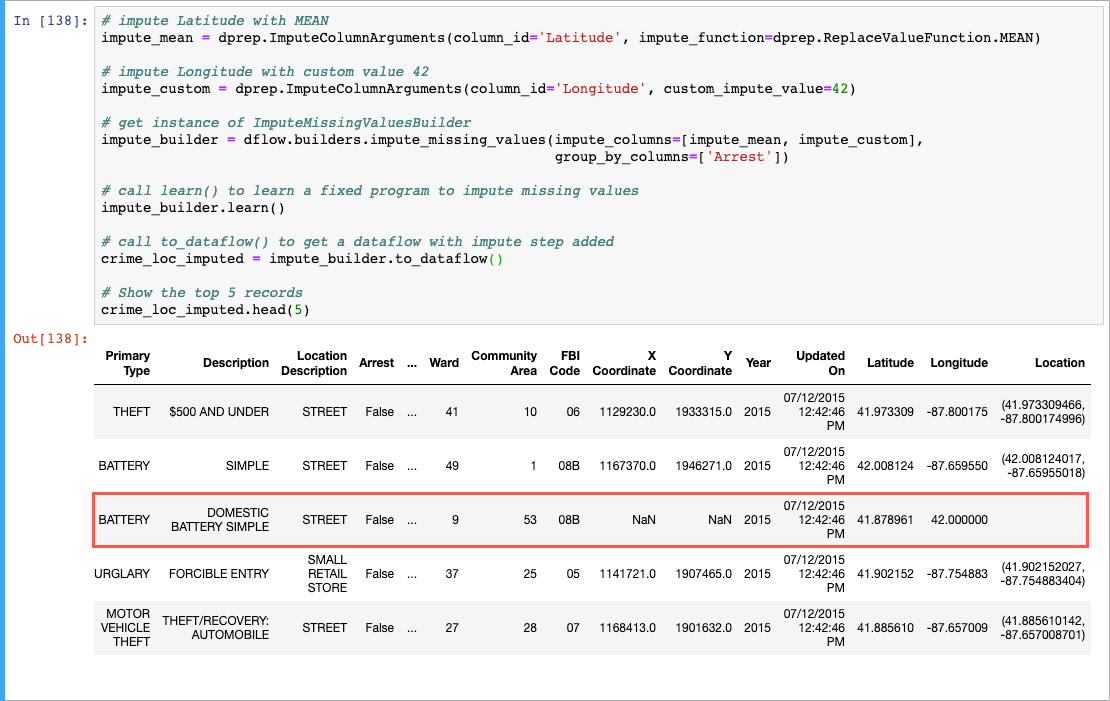 In [138]:
# impute Latitude with MEAN
impute_mean = dprep.ImputeColumnArguments(column_id='Latitude', impute_function=dprep.ReplaceValueFunction.MEAN)
# impute Longitude with custom value 42
impute_custom = dprep.ImputeColumnArguments(column_id='Longitude', custom_impute_value=42)
# get instance of ImputeMissingValuesBuilder
impute_builder = dflow.builders.impute_missing_values(impute_columns=[impute_mean, impute_custom],
group_by_columns=['Arrest'])
# call learn() to learn a fixed program to impute missing values
impute_builder.learn()
# call to_dataflow() to get a dataflow with impute step added
crime_loc_imputed = impute_builder.to_dataflow()
# Show the top 5 records
crime_loc_imputed.head(5)
Out[138]:
Primary Type Description Location Description Arrest ... Ward Community Area FBI Code X Coordinate Y Coordinate Year Updated On Latitude Longitude Location
THEFT $500 AND UNDER STREET False ... 41 10 06 1129230.0 1933315.0 2015 07/12/2015 12:42:46 PM 41.973309 -87.800175 (41.973309466, -87.800174996)
BATTERY SIMPLE STREET False ... 49 1 08B 1167370.0 1946271.0 2015 07/12/2015 12:42:46 PM 42.008124 -87.659550 (42.008124017, -87.65955018)
BATTERY DOMESTIC BATTERY SIMPLE STREET False ... 9 53 08B NaN NaN 2015 07/12/2015 12:42:46 PM 41.878961 42.000000
URGLARY FORCIBLE ENTRY SMALL RETAIL STORE False ... 37 25 05 1141721.0 1907465.0 2015 07/12/2015 12:42:46 PM 41.902152 -87.754883 (41.902152027, -87.754883404)
MOTOR VEHICLE THEFT THEFT/RECOVERY: AUTOMOBILE STREET False ... 27 28 07 1168413.0 1901632.0 2015 07/12/2015 12:42:46 PM 41.885610 -87.657009 (41.885610142, -87.657008701)